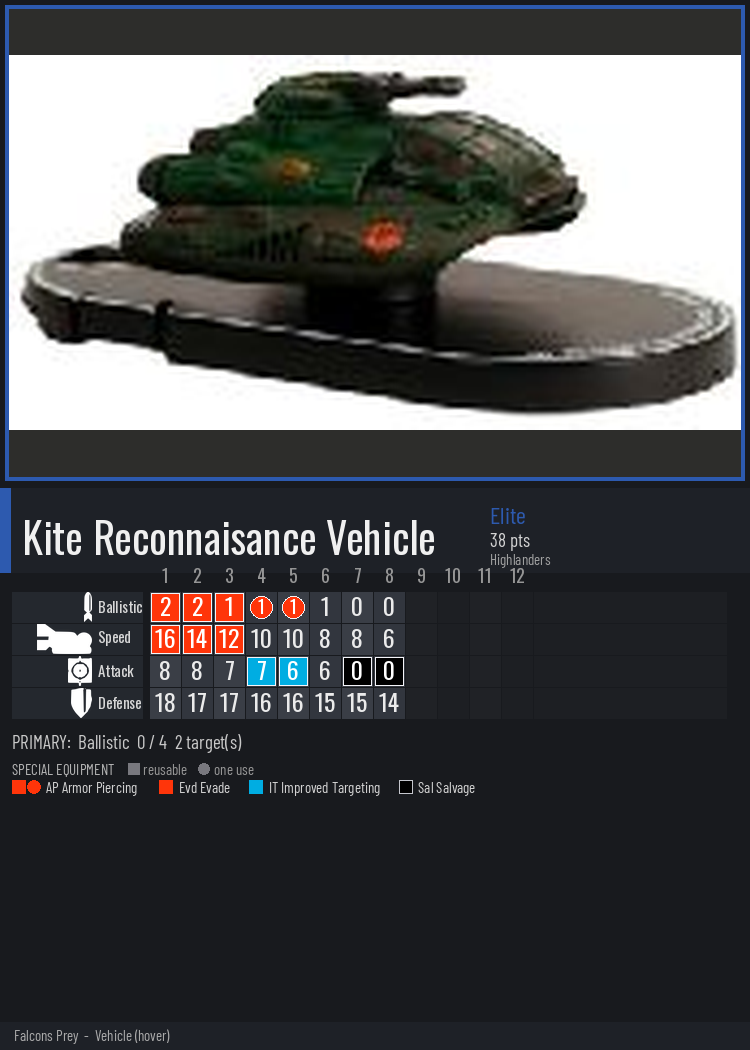 Kite Reconnaisance Vehicle
Elite
38 pts
Highlanders
1 2 3 4 5 6 7 8 9 10 11 12
Ballistic 2 2 1 1 1 1 0 0
Speed 16 14 12 10 10 8 8 6
Attack 8 8 7 7 6 6 0 0
Defense 18 17 17 16 16 15 15 14
PRIMARY: Ballistic 0 / 4 2 target(s)
SPECIAL EQUIPMENT reusable one use
AP Armor Piercing Evd Evade IT Improved Targeting Sal Salvage
Falcons Prey - Vehicle (hover)